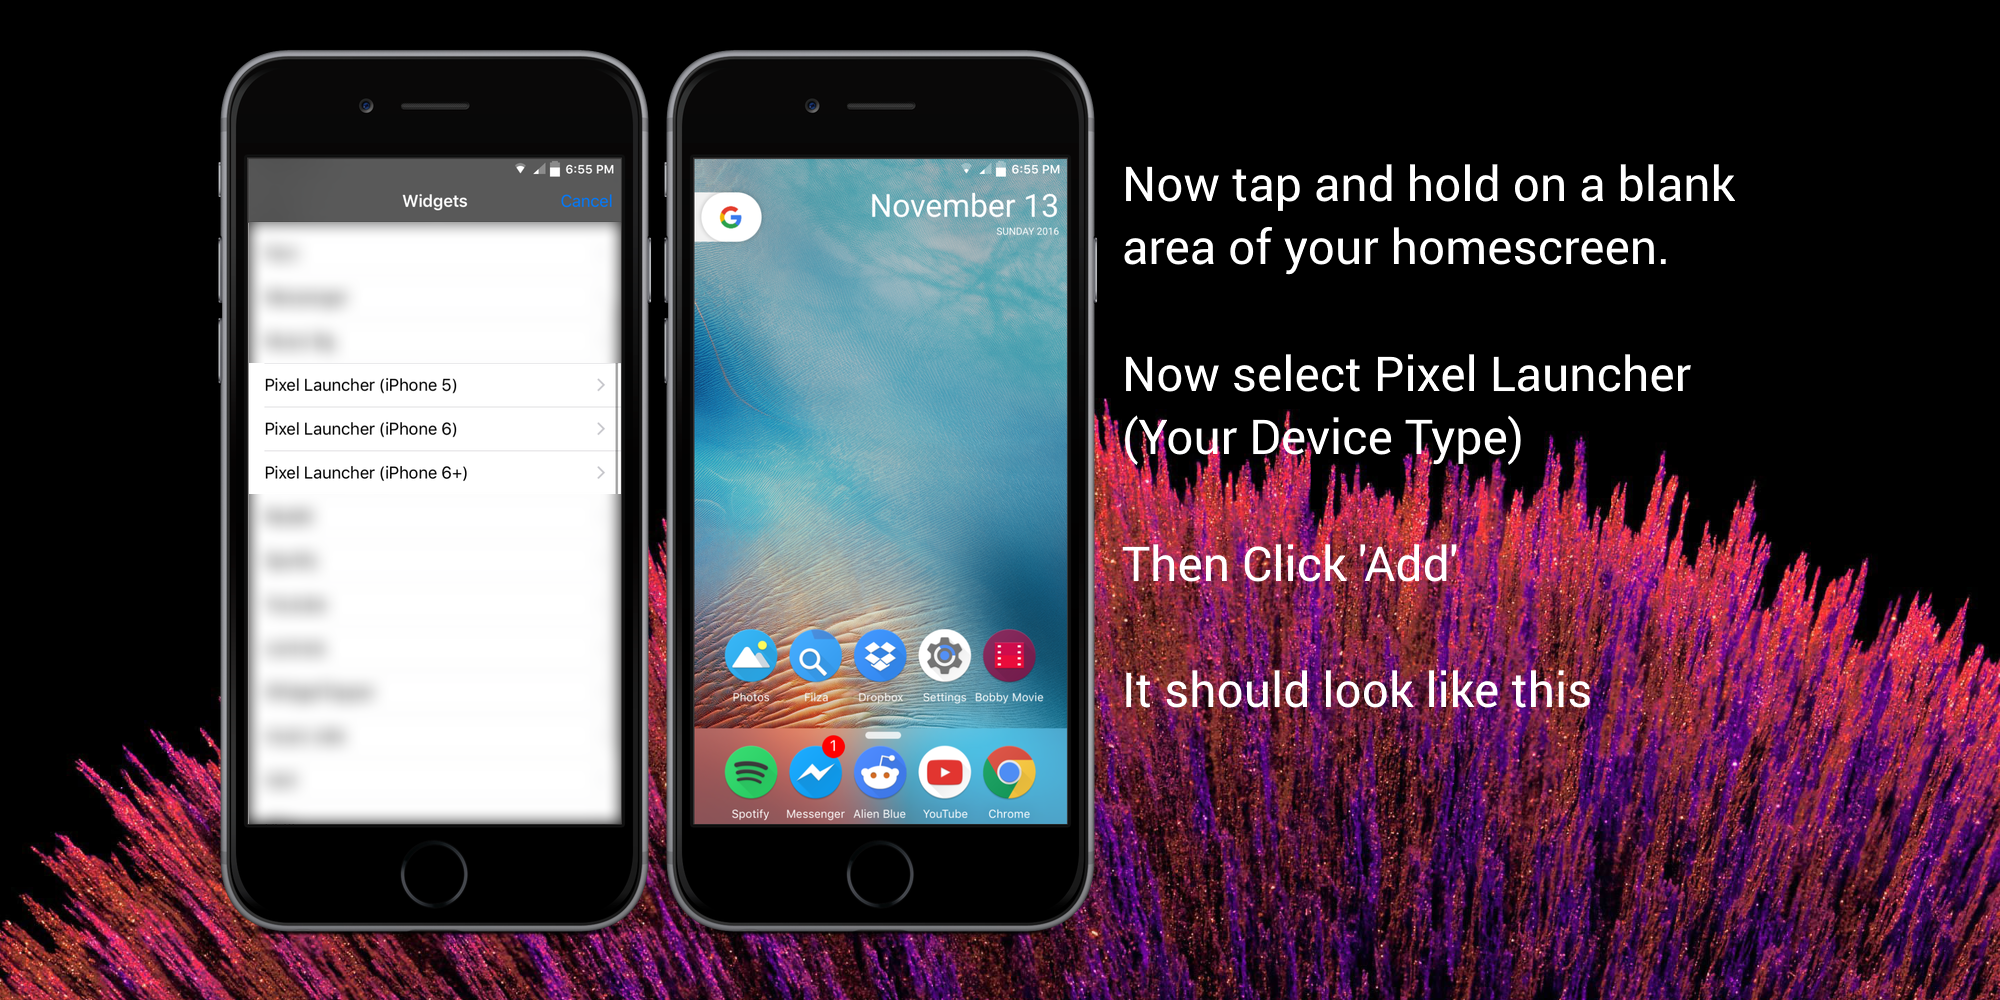 6:55 PM
Widgets
Cancel
Pixel Launcher (iPhone 5)
Pixel Launcher (iPhone 6)
Pixel Launcher (iPhone 6+)
6:55 PM
G
November 13
SUNDAY 2016
Photos
Filza
Dropbox
Settings
Bobby Movie
1
Spotify
Messenger
Alien Blue
YouTube
Chrome
Now tap and hold on a blank
area of your homescreen.
Now select Pixel Launcher
(Your Device Type)
Then Click 'Add'
It should look like this